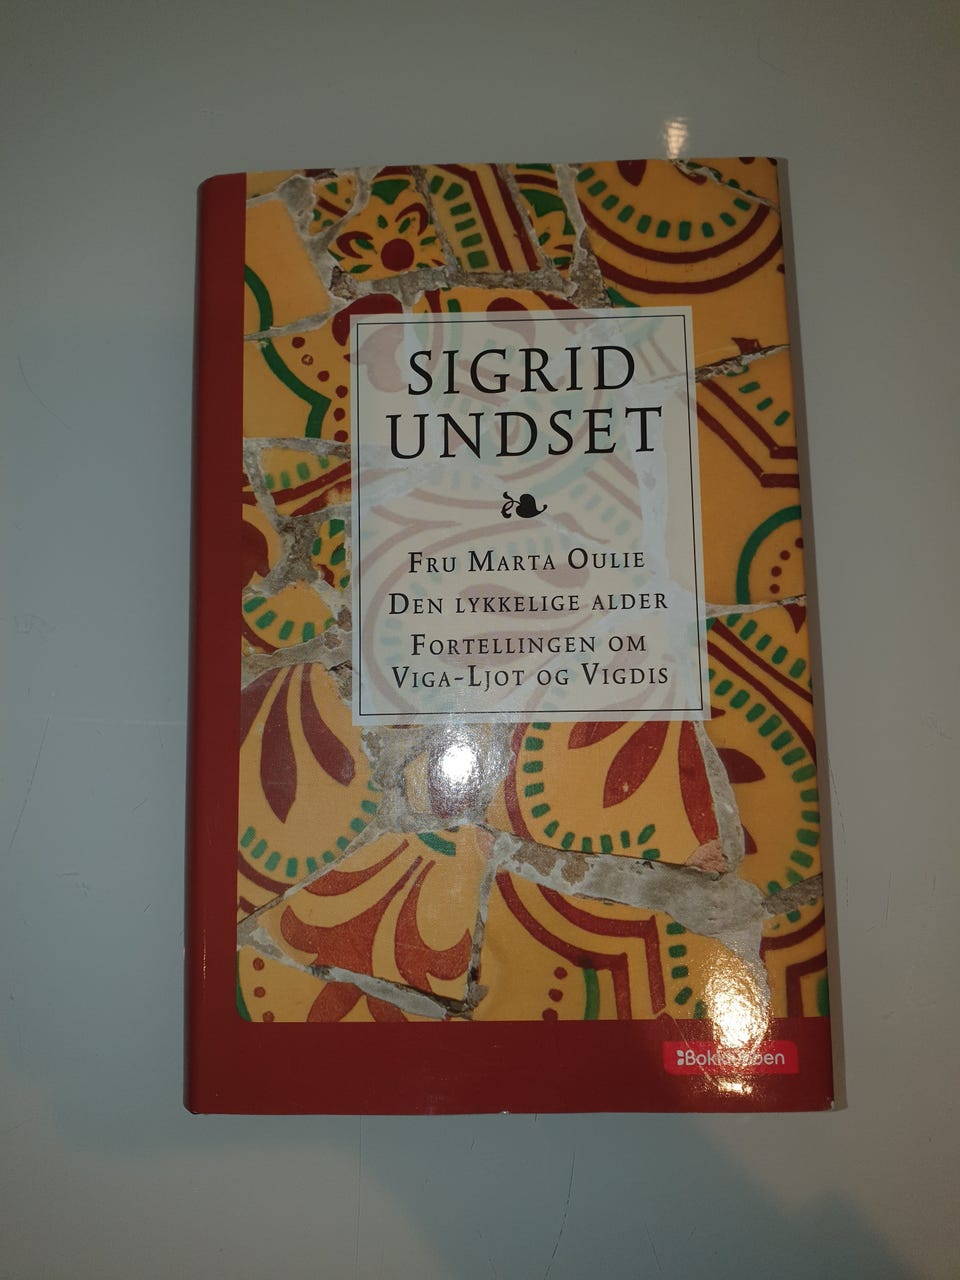 SIGRID
UNDSET
FRU MARTA OULIE
DEN LYKKELIGE ALDER
FORTELLINGEN OM
VIGA-LJOT OG VIGDIS